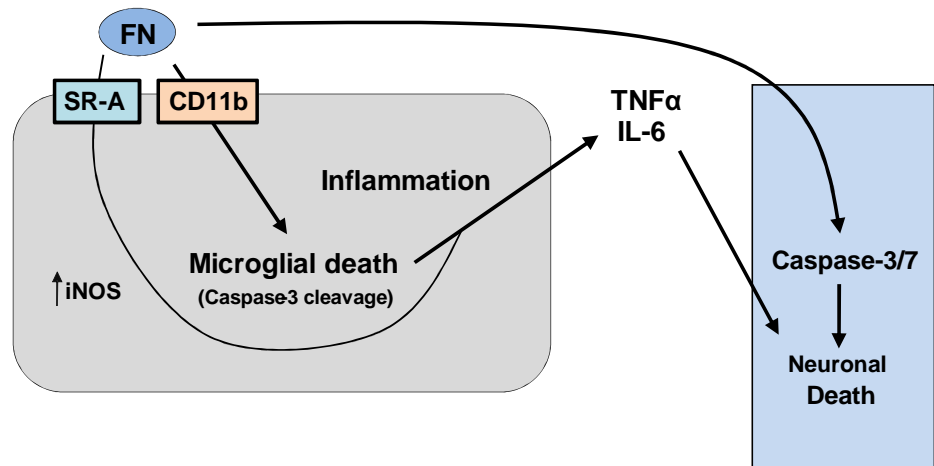 FN
SR-A
CD11b
TNFα
IL-6
Inflammation
Microglial death
(Caspase-3 cleavage)
↑iNOS
Caspase-3/7
Neuronal
Death